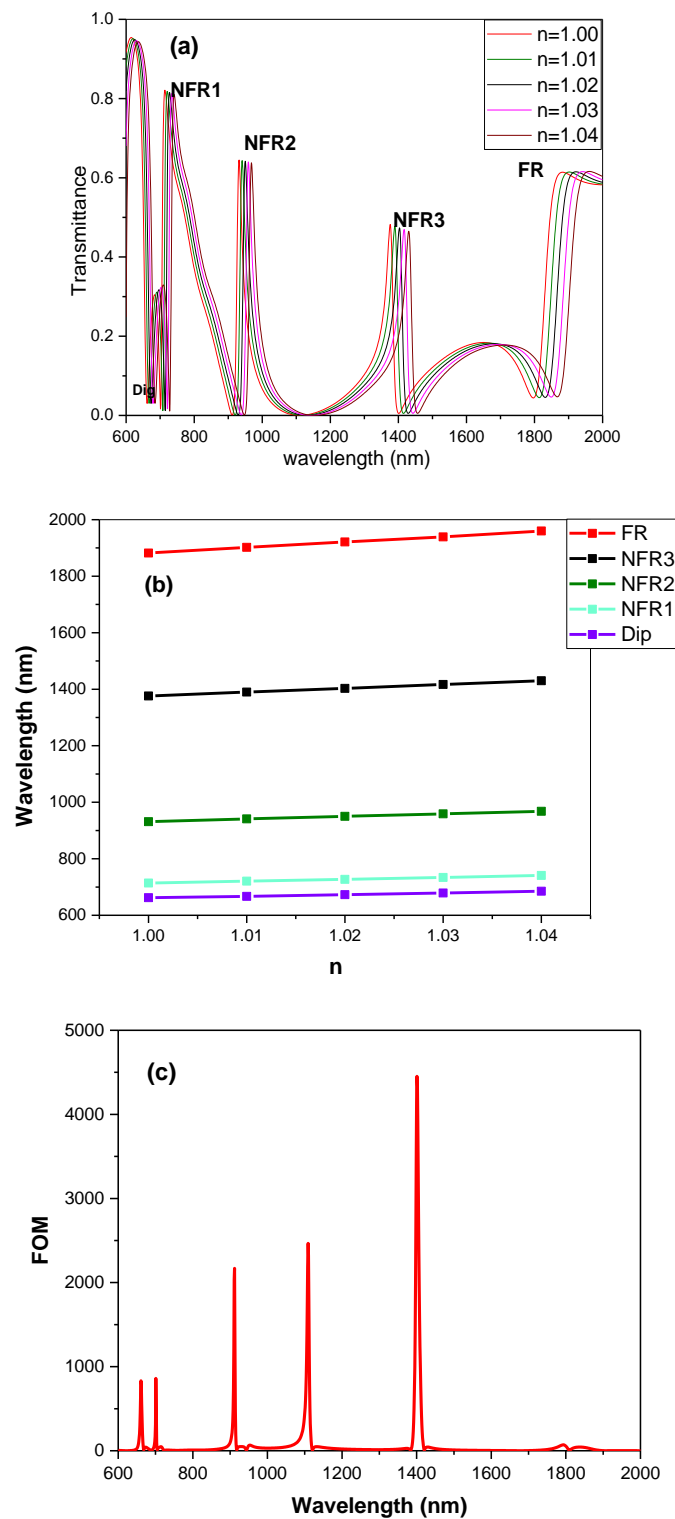 (a)
n=1.00
n=1.01
n=1.02
n=1.03
n=1.04
NFR1
NFR2
NFR3
FR
Dig
Transmittance
1.0
0.8
0.6
0.4
0.2
0.0
600 800 1000 1200 1400 1600 1800 2000
wavelength (nm)
(b)
FR
NFR3
NFR2
NFR1
Dip
Wavelength (nm)
2000
1800
1600
1400
1200
1000
800
600
1.00 1.01 1.02 1.03 1.04
n
(c)
FOM
5000
4000
3000
2000
1000
0
600 800 1000 1200 1400 1600 1800 2000
Wavelength (nm)